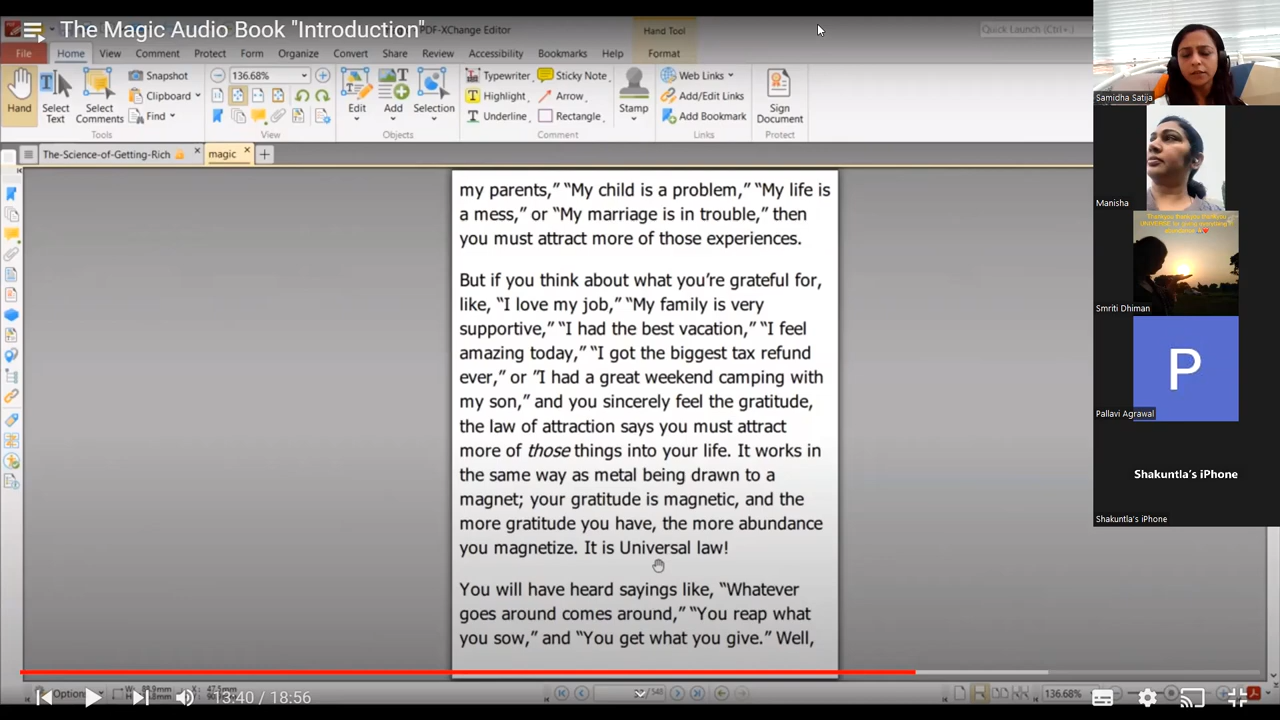 The Magic Audio Book "Introduction"
PDF-XChange Editor
Hand Tool
Quick Launch (Ctrl+.)
File
Home
View
Comment
Protect
Form
Organize
Convert
Share
Review
Accessibility
Bookmarks
Help
Format
Hand
Select Text
Select Comments
Snapshot
Clipboard
Find
Tools
136.68%
View
Edit
Add
Selection
Objects
Typewriter
Sticky Note
Highlight
Arrow
Underline
Rectangle
Stamp
Comment
Web Links
Add/Edit Links
Add Bookmark
Links
Sign Document
Protect
The-Science-of-Getting-Rich
magic
my parents,” “My child is a problem,” “My life is
a mess,” or “My marriage is in trouble,” then
you must attract more of those experiences.
But if you think about what you’re grateful for,
like, “I love my job,” “My family is very
supportive,” “I had the best vacation,” “I feel
amazing today,” “I got the biggest tax refund
ever,” or ”I had a great weekend camping with
my son,” and you sincerely feel the gratitude,
the law of attraction says you must attract
more of those things into your life. It works in
the same way as metal being drawn to a
magnet; your gratitude is magnetic, and the
more gratitude you have, the more abundance
you magnetize. It is Universal law!
You will have heard sayings like, “Whatever
goes around comes around,” “You reap what
you sow,” and “You get what you give.” Well,
Options
13:40 / 18:56
136.68%
Samidha Satija
Manisha
Smriti Dhiman
P
Pallavi Agrawal
Shakuntla's iPhone
Shakuntla's iPhone